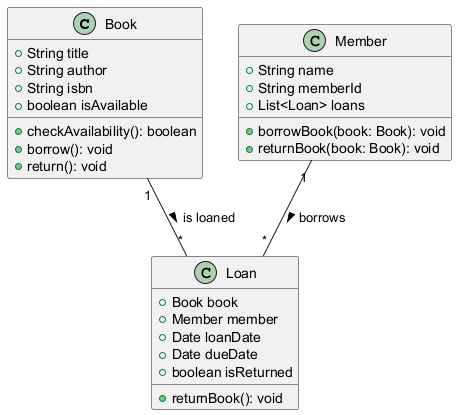 C Book
String title
String author
String isbn
boolean isAvailable
checkAvailability(): boolean
borrow(): void
return(): void
C Member
String name
String memberId
List<Loan> loans
borrowBook(book: Book): void
returnBook(book: Book): void
1
1
is loaned
borrows
*
*
C Loan
Book book
Member member
Date loanDate
Date dueDate
boolean isReturned
returnBook(): void